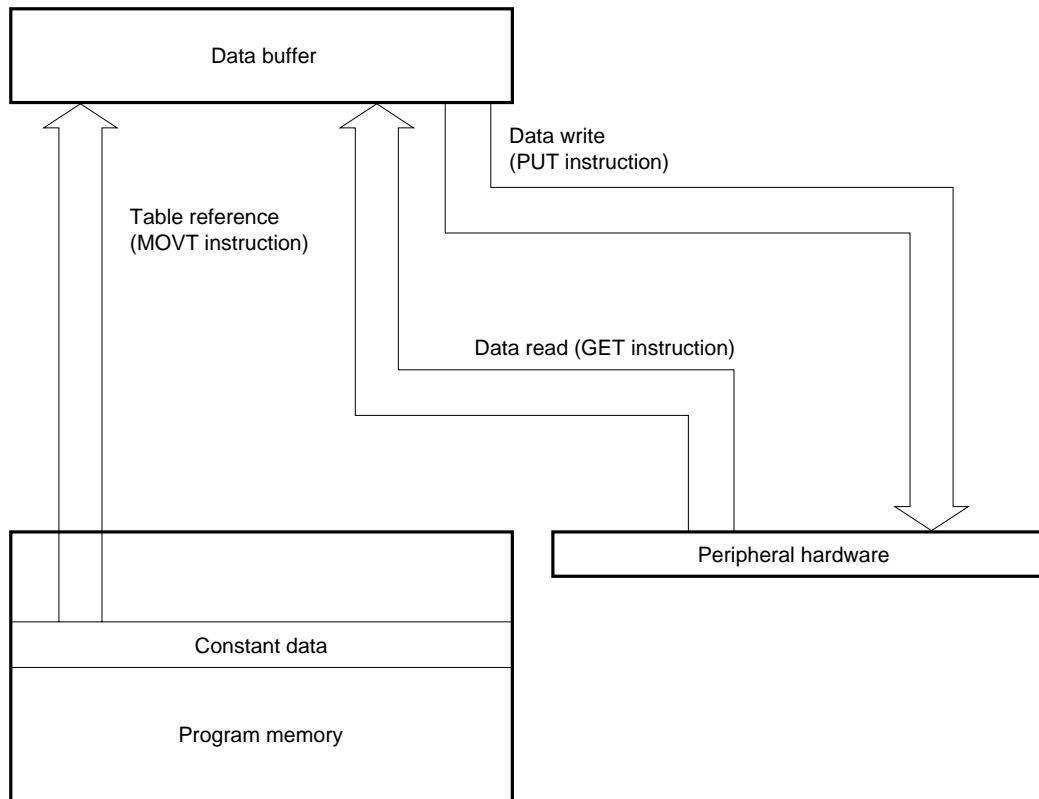 Data buffer
Data write
(PUT instruction)
Table reference
(MOVT instruction)
Data read (GET instruction)
Peripheral hardware
Constant data
Program memory